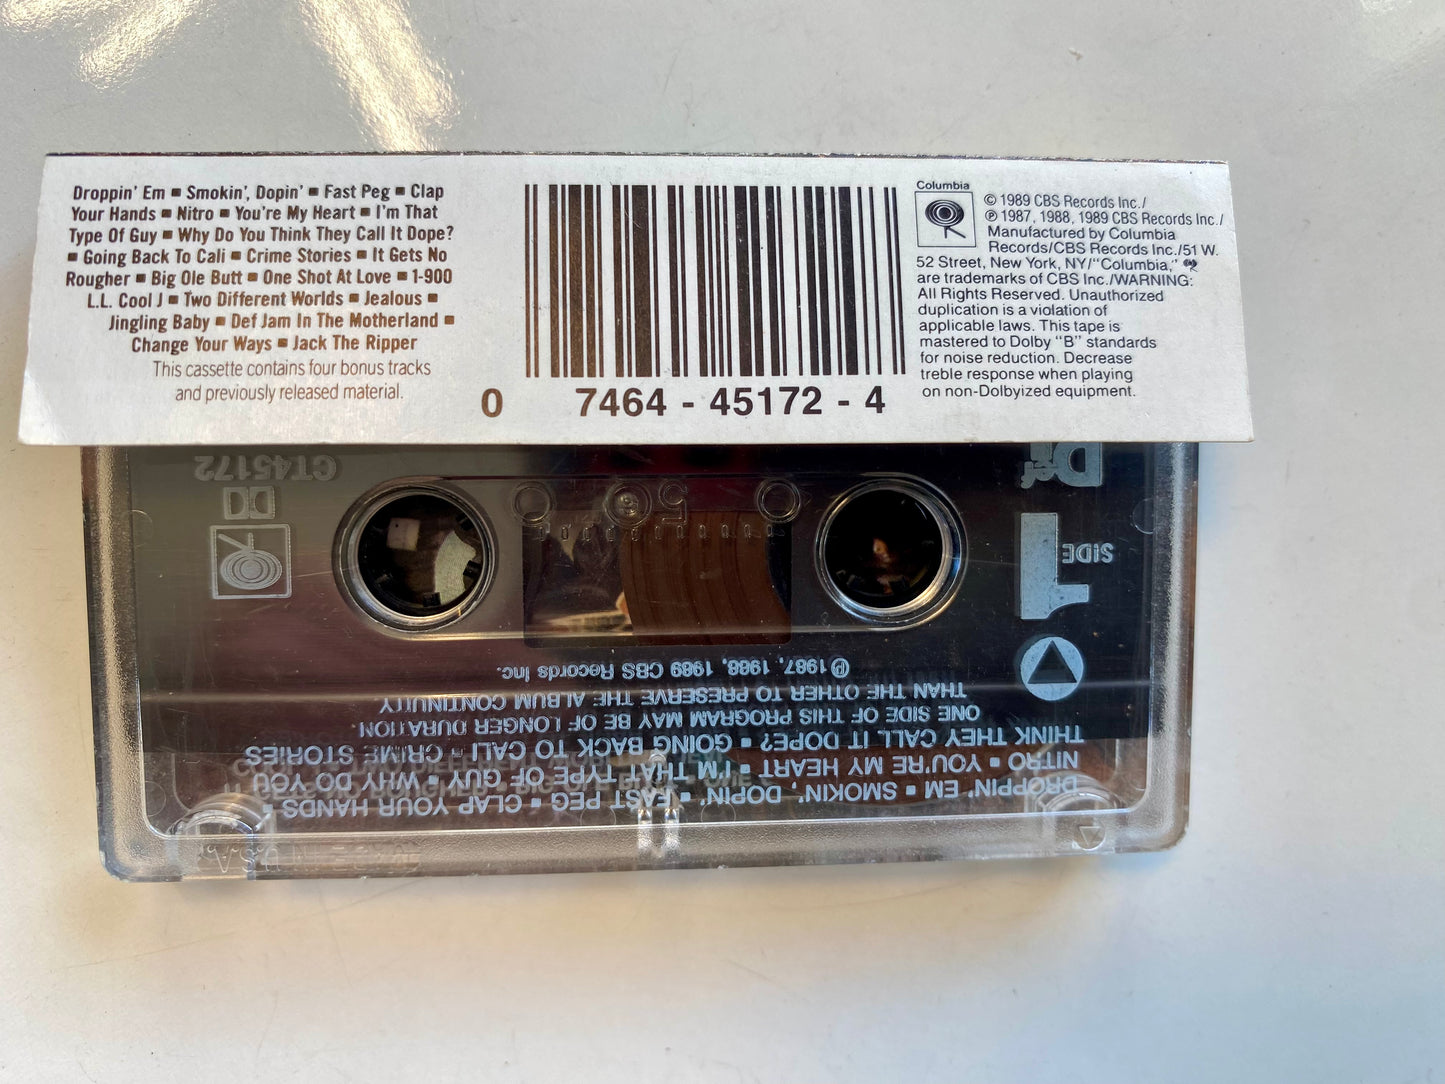 Droppin' Em ▪ Smokin', Dopin' ▪ Fast Peg ▪ Clap
Your Hands ▪ Nitro ▪ You're My Heart ▪ I'm That
Type Of Guy ▪ Why Do You Think They Call It Dope?
▪ Going Back To Cali ▪ Crime Stories ▪ It Gets No
Rougher ▪ Big Ole Butt ▪ One Shot At Love ▪ 1-900
L.L. Cool J ▪ Two Different Worlds ▪ Jealous ▪
Jingling Baby ▪ Def Jam In The Motherland ▪
Change Your Ways ▪ Jack The Ripper
This cassette contains four bonus tracks
and previously released material.
0 7464 - 45172 - 4
Columbia
© 1989 CBS Records Inc./
℗ 1987, 1988, 1989 CBS Records Inc./
Manufactured by Columbia
Records/CBS Records Inc./51 W.
52 Street, New York, NY/"Columbia,"
are trademarks of CBS Inc./WARNING:
All Rights Reserved. Unauthorized
duplication is a violation of
applicable laws. This tape is
mastered to Dolby "B" standards
for noise reduction. Decrease
treble response when playing
on non-Dolbyized equipment.
DROPPIN' EM ▪ SMOKIN', DOPIN' ▪ FAST PEG ▪ CLAP YOUR HANDS ▪
NITRO ▪ YOU'RE MY HEART ▪ I'M THAT TYPE OF GUY ▪ WHY DO YOU
THINK THEY CALL IT DOPE? ▪ GOING BACK TO CALI ▪ CRIME STORIES
ONE SIDE OF THIS PROGRAM MAY BE OF LONGER DURATION
THAN THE OTHER TO PRESERVE THE ALBUM CONTINUITY
℗ 1987, 1988, 1989 CBS Records Inc.
SIDE 1
Def
CT45172
5
U.S.A.